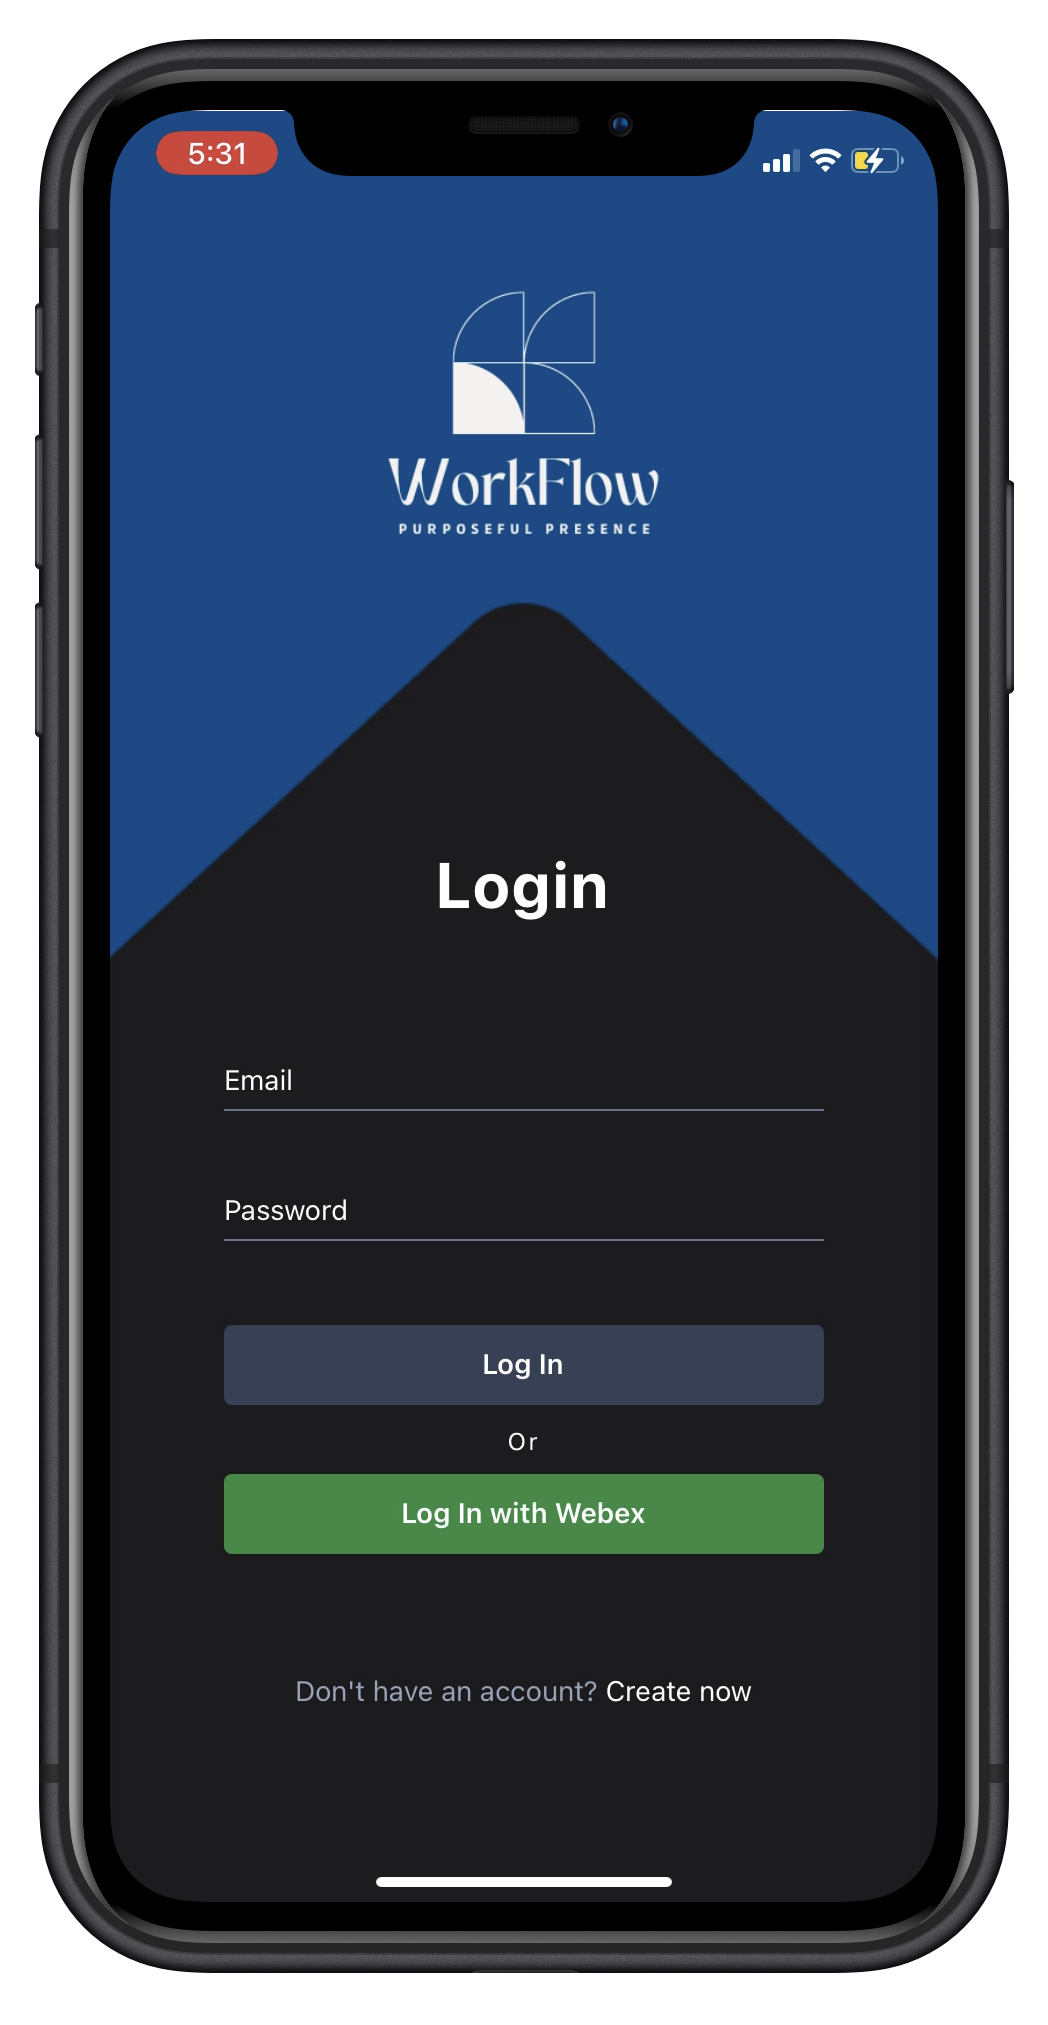 5:31
WorkFlow
PURPOSEFUL PRESENCE
Login
Email
Password
Log In
Or
Log In with Webex
Don't have an account? Create now